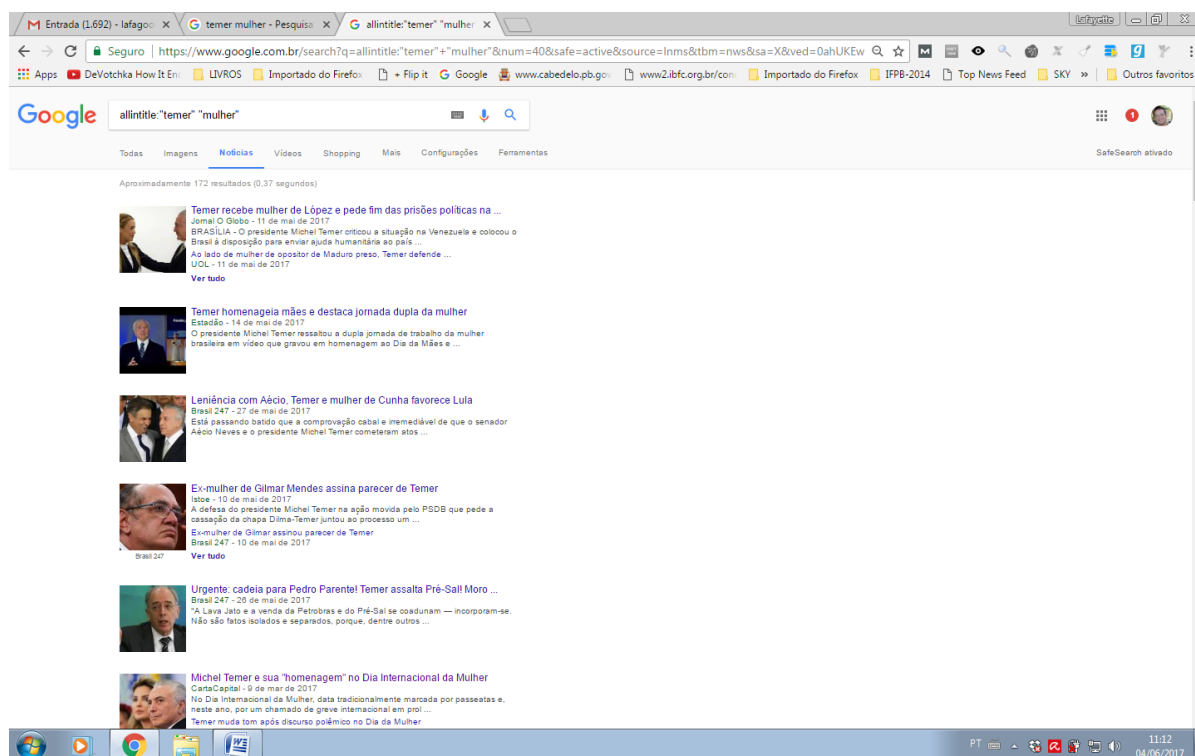 Entrada (1.692) - lafagoo
temer mulher - Pesquisa
allintitle:"temer" "mulher
Lafayette
Seguro | https://www.google.com.br/search?q=allintitle:"temer"+"mulher"&num=40&safe=active&source=lnms&tbm=nws&sa=X&ved=0ahUKEw
Apps DeVotchka How It End LIVROS Importado do Firefox + Flip it Google www.cabedelo.pb.gov www2.ibfc.org.br/con Importado do Firefox IFPB-2014 Top News Feed SKY » Outros favoritos
Google allintitle:"temer" "mulher" 1
Todas Imagens Notícias Vídeos Shopping Mais Configurações Ferramentas SafeSearch ativado
Aproximadamente 172 resultados (0,37 segundos)
Temer recebe mulher de López e pede fim das prisões políticas na ...
Jornal O Globo - 11 de mai de 2017
BRASÍLIA - O presidente Michel Temer criticou a situação na Venezuela e colocou o
Brasil à disposição para enviar ajuda humanitária ao país ...
Ao lado de mulher de opositor de Maduro preso, Temer defende ...
UOL - 11 de mai de 2017
Ver tudo
Temer homenageia mães e destaca jornada dupla da mulher
Estadão - 14 de mai de 2017
O presidente Michel Temer ressaltou a dupla jornada de trabalho da mulher
brasileira em vídeo que gravou em homenagem ao Dia da Mães e ...
Leniência com Aécio, Temer e mulher de Cunha favorece Lula
Brasil 247 - 27 de mai de 2017
Está passando batido que a comprovação cabal e irremediável de que o senador
Aécio Neves e o presidente Michel Temer cometeram atos ...
Ex-mulher de Gilmar Mendes assina parecer de Temer
Istoe - 10 de mai de 2017
A defesa do presidente Michel Temer na ação movida pelo PSDB que pede a
cassação da chapa Dilma-Temer juntou ao processo um ...
Ex-mulher de Gilmar assinou parecer de Temer
Brasil 247 - 10 de mai de 2017
Brasil 247
Ver tudo
Urgente: cadeia para Pedro Parente! Temer assalta Pré-Sal! Moro ...
Brasil 247 - 26 de mai de 2017
"A Lava Jato e a venda da Petrobras e do Pré-Sal se coadunam — incorporam-se.
Não são fatos isolados e separados, porque, dentre outros ...
Michel Temer e sua "homenagem" no Dia Internacional da Mulher
CartaCapital - 9 de mar de 2017
No Dia Internacional da Mulher, data tradicionalmente marcada por passeatas e,
neste ano, por um chamado de greve internacional em prol ...
Temer muda tom após discurso polêmico no Dia da Mulher
PT
11:12
04/06/2017